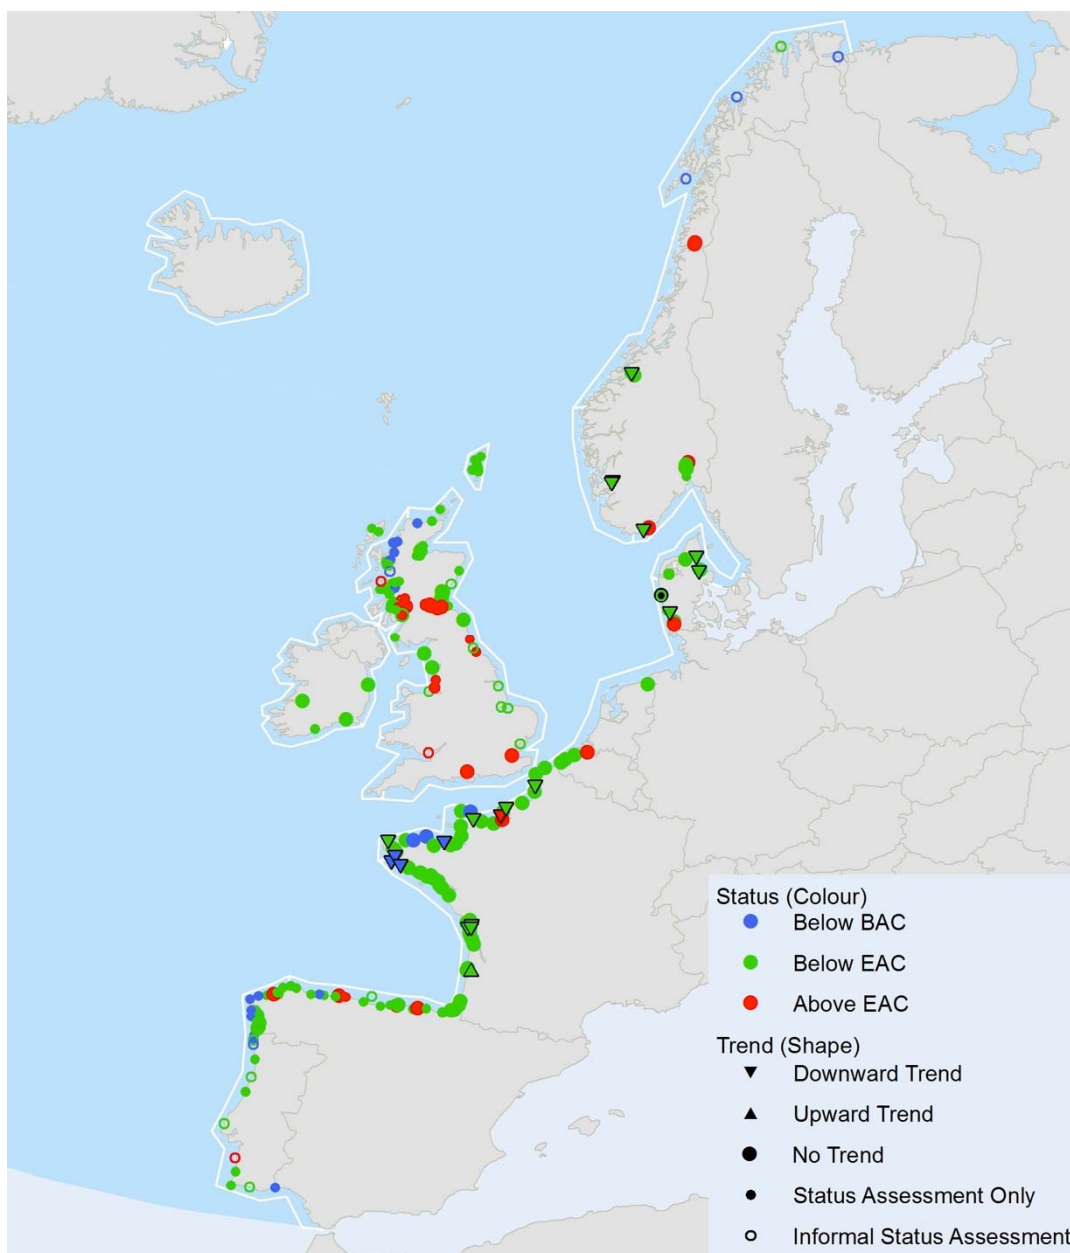 Status (Colour)
Below BAC
Below EAC
Above EAC
Trend (Shape)
Downward Trend
Upward Trend
No Trend
Status Assessment Only
Informal Status Assessment